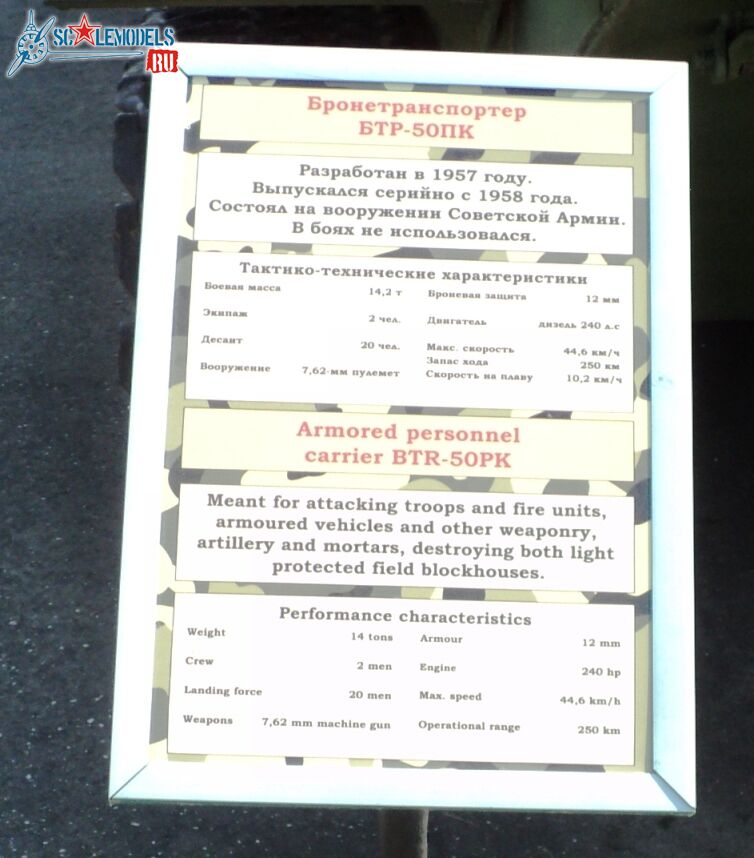 SCALEMODELS
RU
Бронетранспортер
БТР-50ПК
Разработан в 1957 году.
Выпускался серийно с 1958 года.
Состоял на вооружении Советской Армии.
В боях не использовался.
Тактико-технические характеристики
Боевая масса 14,2 т Броневая защита 12 мм
Экипаж 2 чел. Двигатель дизель 240 л.с
Десант 20 чел. Макс. скорость 44,6 км/ч
Запас хода 250 км
Вооружение 7,62-мм пулемет Скорость на плаву 10,2 км/ч
Armored personnel
carrier BTR-50PK
Meant for attacking troops and fire units,
armoured vehicles and other weaponry,
artillery and mortars, destroying both light
protected field blockhouses.
Performance characteristics
Weight 14 tons Armour 12 mm
Crew 2 men Engine 240 hp
Landing force 20 men Max. speed 44,6 km/h
Weapons 7,62 mm machine gun Operational range 250 km